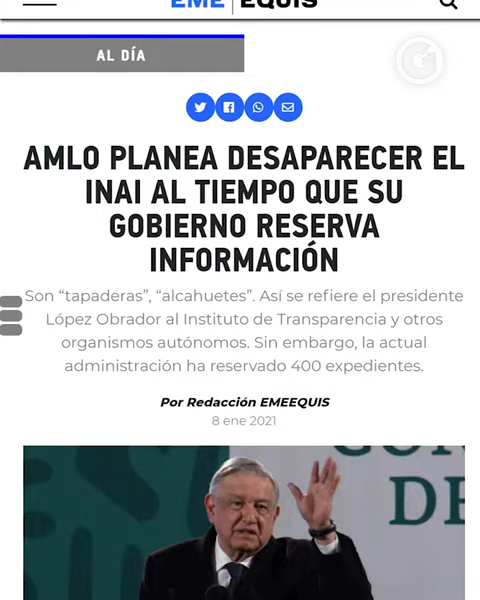 EME EQUIS
AL DÍA
AMLO PLANEA DESAPARECER EL
INAI AL TIEMPO QUE SU
GOBIERNO RESERVA
INFORMACIÓN
Son “tapaderas”, “alcahuetes”. Así se refiere el presidente
López Obrador al Instituto de Transparencia y otros
organismos autónomos. Sin embargo, la actual
administración ha reservado 400 expedientes.
Por Redacción EMEEQUIS
8 ene 2021
DE